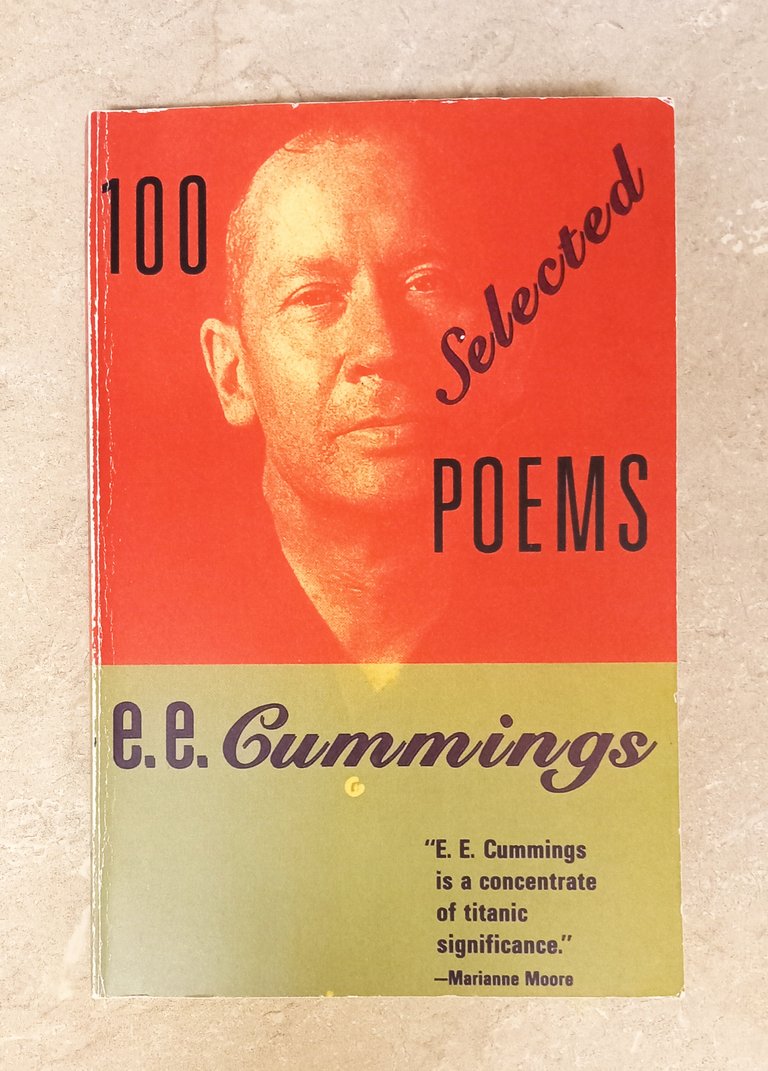 100
Selected
POEMS
e.e. Cummings
"E. E. Cummings
is a concentrate
of titanic
significance."
—Marianne Moore